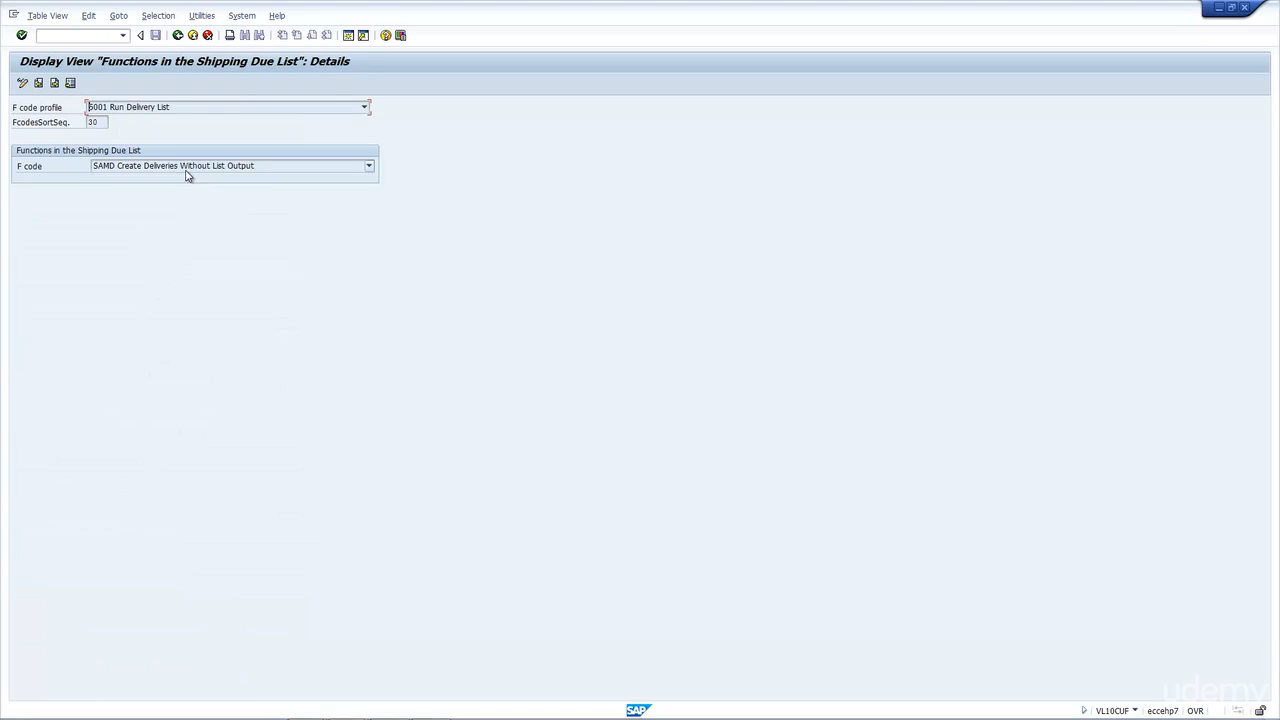 Table View Edit Goto Selection Utilities System Help
Display View "Functions in the Shipping Due List": Details
F code profile 5001 Run Delivery List
FcodesSortSeq. 30
Functions in the Shipping Due List
F code SAMD Create Deliveries Without List Output
udemy
SAP VL10CUF eccehp7 OVR